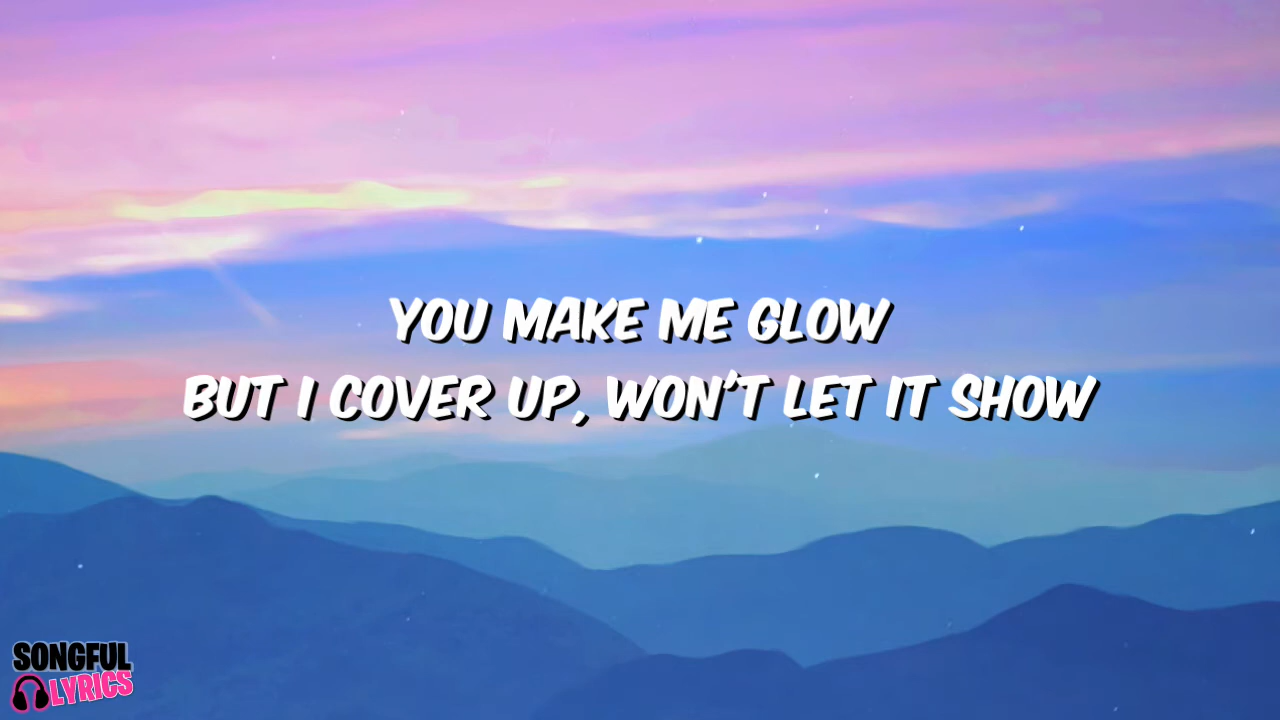 YOU MAKE ME GLOW
BUT I COVER UP, WON'T LET IT SHOW
SONGFUL
LYRICS